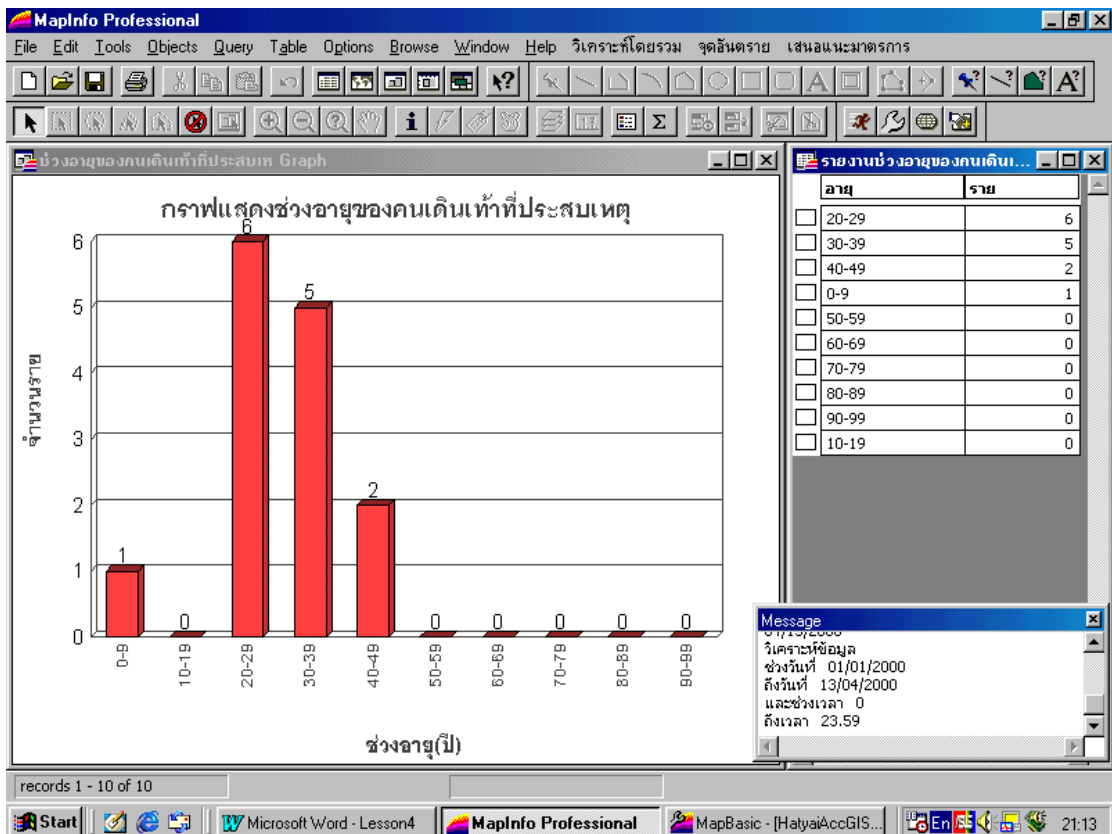 MapInfo Professional
File Edit Tools Objects Query Table Options Browse Window Help วิเคราะห์โดยรวม จุดอันตราย เสนอแนะมาตรการ
ช่วงอายุของคนเดินเท้าที่ประสบเห Graph
กราฟแสดงช่วงอายุของคนเดินเท้าที่ประสบเหตุ
จำนวนราย
6
5
4
3
2
1
0
1
0
6
5
2
0
0
0
0
0
0-9
10-19
20-29
30-39
40-49
50-59
60-69
70-79
80-89
90-99
ช่วงอายุ(ปี)
รายงานช่วงอายุของคนเดินเ...
อายุ ราย
20-29 6
30-39 5
40-49 2
0-9 1
50-59 0
60-69 0
70-79 0
80-89 0
90-99 0
10-19 0
Message
วิเคราะห์ข้อมูล
ช่วงวันที่ 01/01/2000
ถึงวันที่ 13/04/2000
และช่วงเวลา 0
ถึงเวลา 23.59
records 1 - 10 of 10
Start Microsoft Word - Lesson4 MapInfo Professional MapBasic - [HatyaiAccGIS... En 21:13